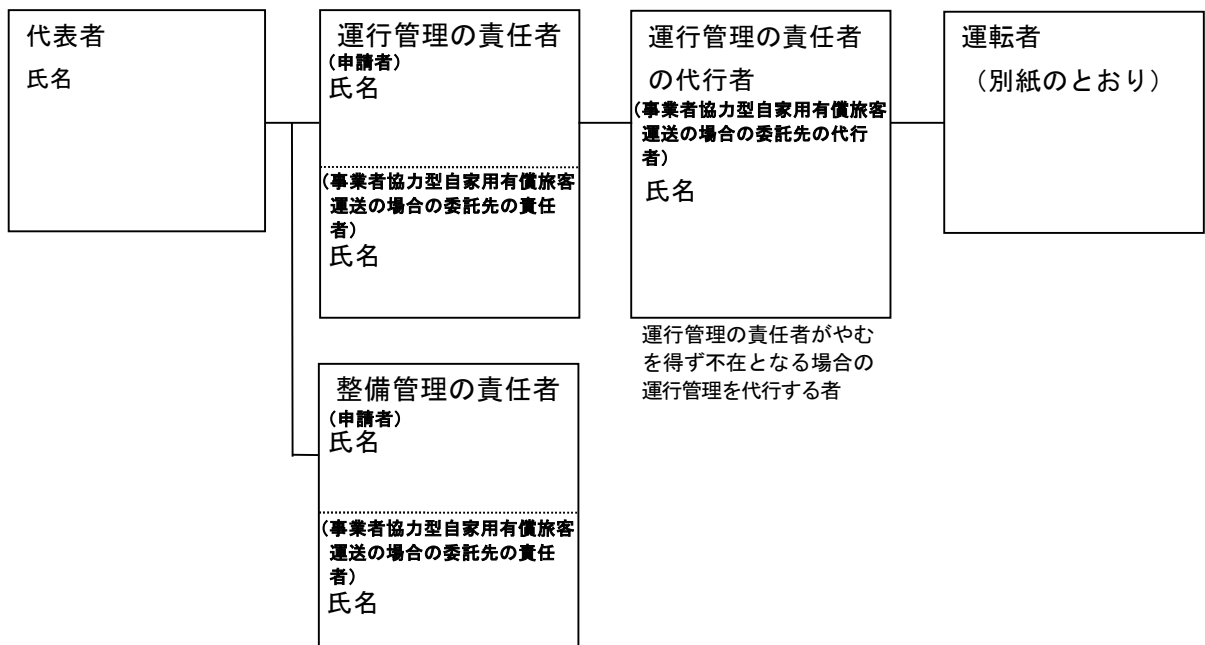 代表者
氏名
運行管理の責任者
（申請者）
氏名
（事業者協力型自家用有償旅客
運送の場合の委託先の責任
者）
氏名
運行管理の責任者
の代行者
（事業者協力型自家用有償旅客
運送の場合の委託先の代行
者）
氏名
運行管理の責任者がやむ
を得ず不在となる場合の
運行管理を代行する者
運転者
（別紙のとおり）
整備管理の責任者
（申請者）
氏名
（事業者協力型自家用有償旅客
運送の場合の委託先の責任
者）
氏名